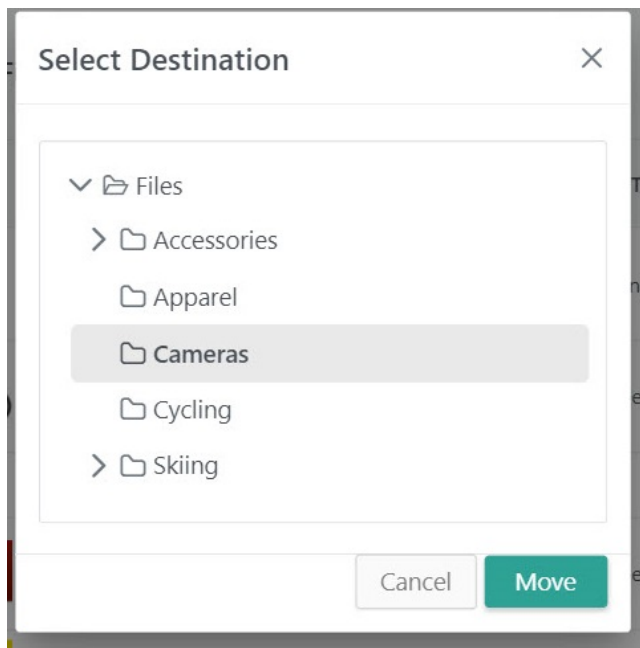 Select Destination
Files
Accessories
Apparel
Cameras
Cycling
Skiing
Cancel
Move